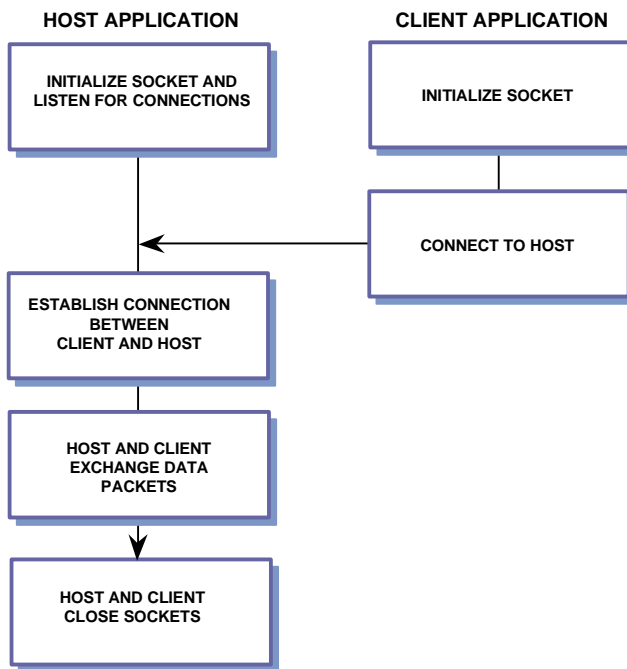 HOST APPLICATION
CLIENT APPLICATION
INITIALIZE SOCKET AND
LISTEN FOR CONNECTIONS
INITIALIZE SOCKET
CONNECT TO HOST
ESTABLISH CONNECTION
BETWEEN
CLIENT AND HOST
HOST AND CLIENT
EXCHANGE DATA
PACKETS
HOST AND CLIENT
CLOSE SOCKETS